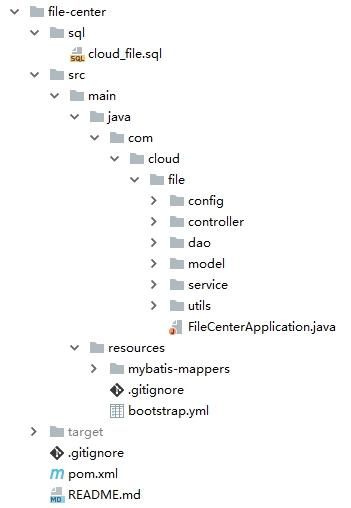 file-center
sql
SQL
cloud_file.sql
src
main
java
com
cloud
file
config
controller
dao
model
service
utils
FileCenterApplication.java
resources
mybatis-mappers
.gitignore
bootstrap.yml
target
.gitignore
m pom.xml
MD README.md